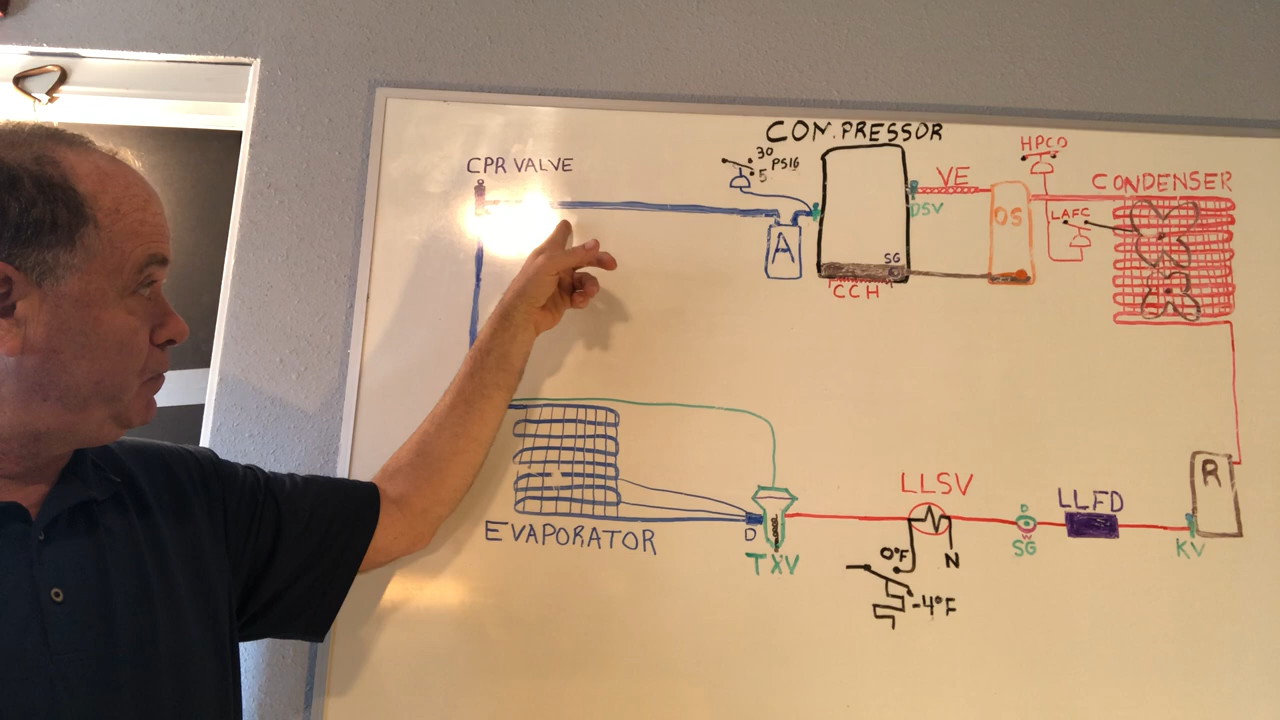 COMPRESSOR
CPR VALVE
30
5
PSIG
HPCO
VE
CONDENSER
DSV
OS
LAFC
A
SG
CCH
R
LLSV
LLFD
D
SG
KV
EVAPORATOR
D
TXV
0°F
N
-4°F